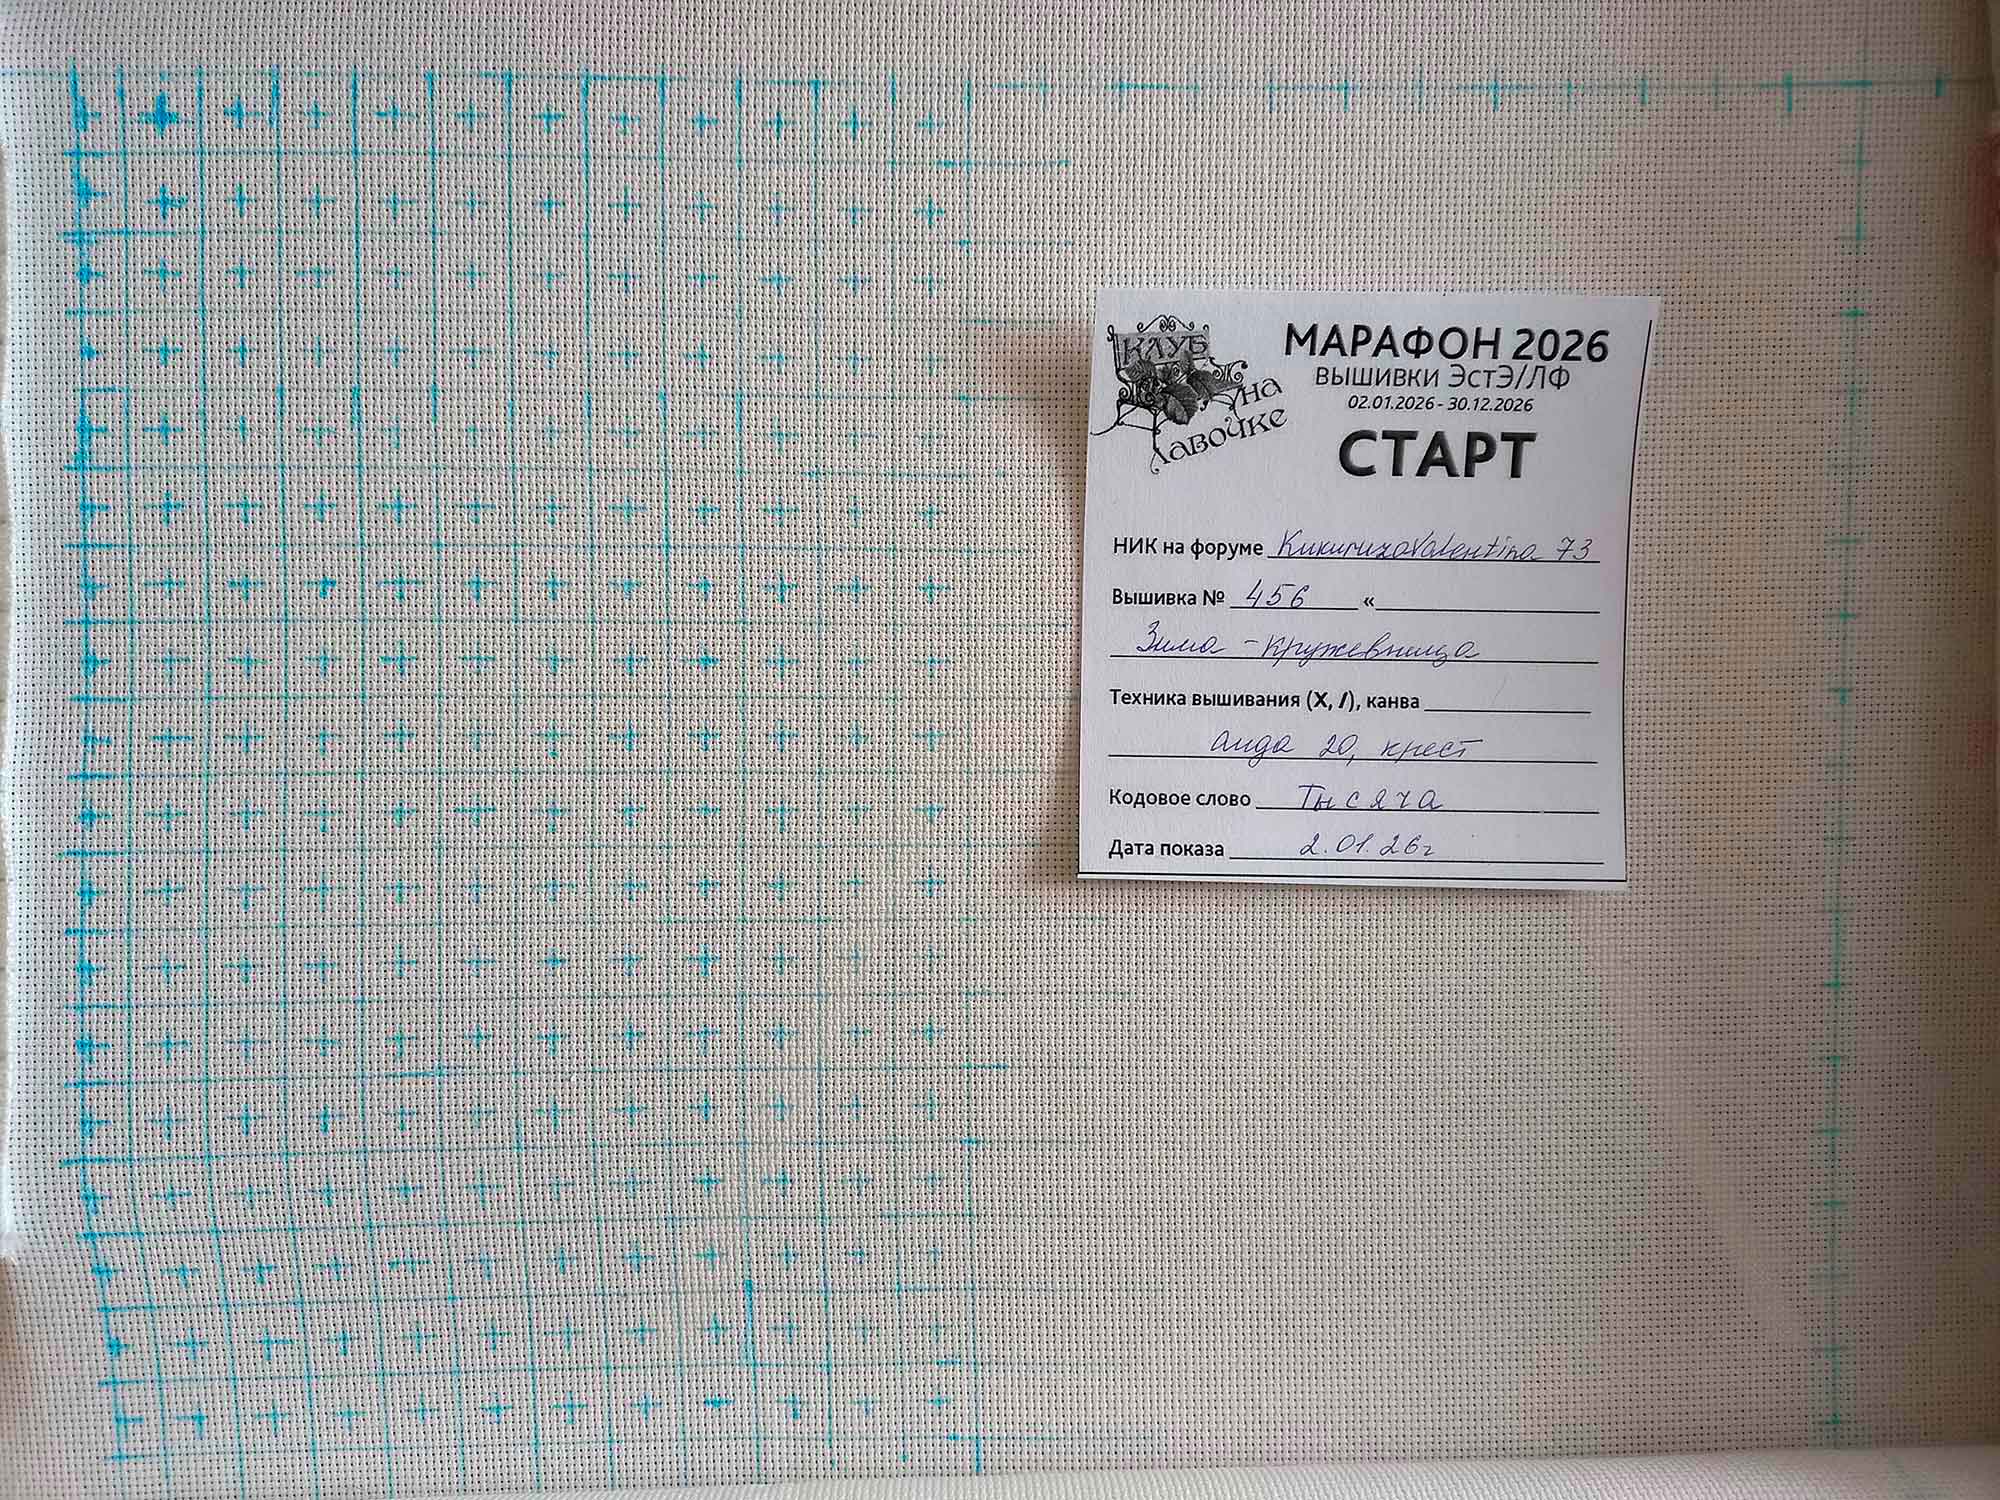 КЛУБ
на
лавочке
МАРАФОН 2026
ВЫШИВКИ ЭстЭ/ЛФ
02.01.2026 - 30.12.2026
СТАРТ
НИК на форуме KukuruzaValentina 73
Вышивка № 456 «
Зима - кружевница
Техника вышивания (X, /), канва
аида 20, крест
Кодовое слово Тысяча
Дата показа 2.01.26г